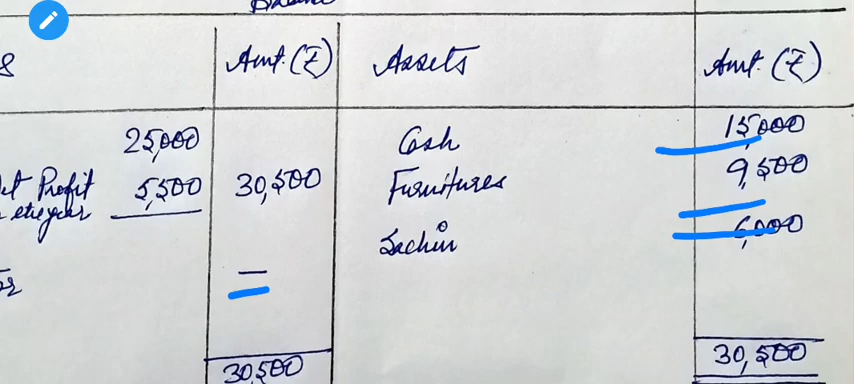 Amt. (₹) Assets Amt. (₹)
25,000 Cash 15,000
Profit 5,500 30,500 Furnitures 9,500
Sachin 6,000
—
30,500 30,500